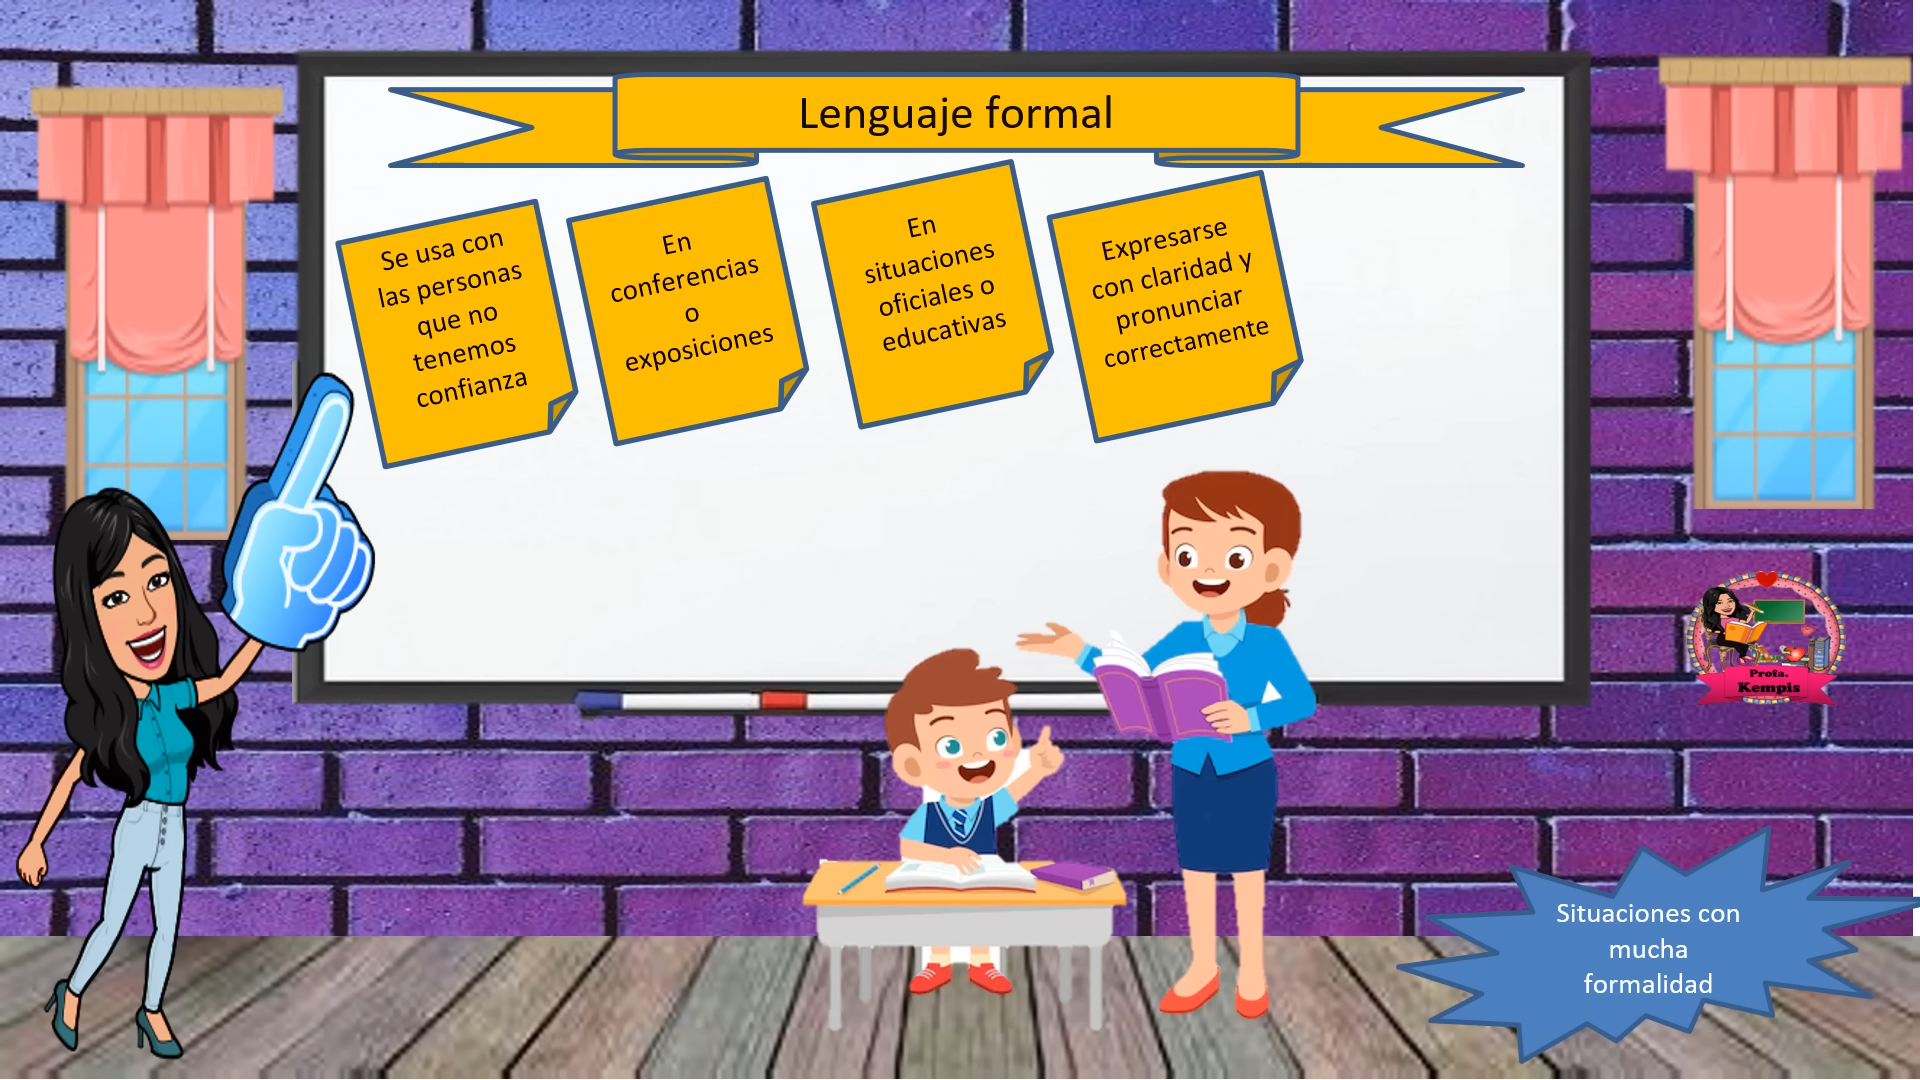 Lenguaje formal
Se usa con
las personas
que no
tenemos
confianza
En
conferencias
o
exposiciones
En
situaciones
oficiales o
educativas
Expresarse
con claridad y
pronunciar
correctamente
Profa.
Kempis
Situaciones con
mucha
formalidad